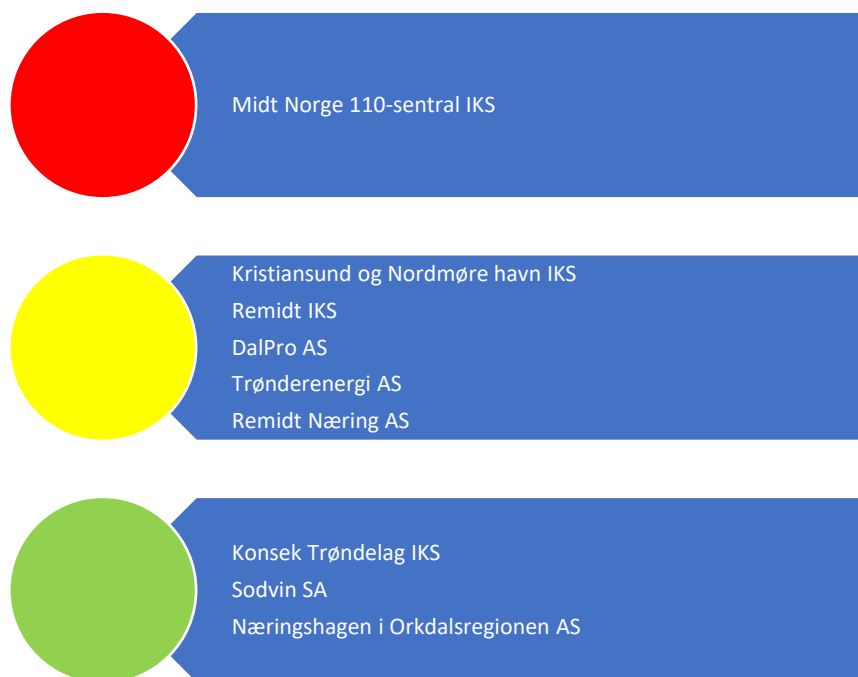 Midt Norge 110-sentral IKS
Kristiansund og Nordmøre havn IKS
Remidt IKS
DalPro AS
Trønderenergi AS
Remidt Næring AS
Konsek Trøndelag IKS
Sodvin SA
Næringshagen i Orkdalsregionen AS